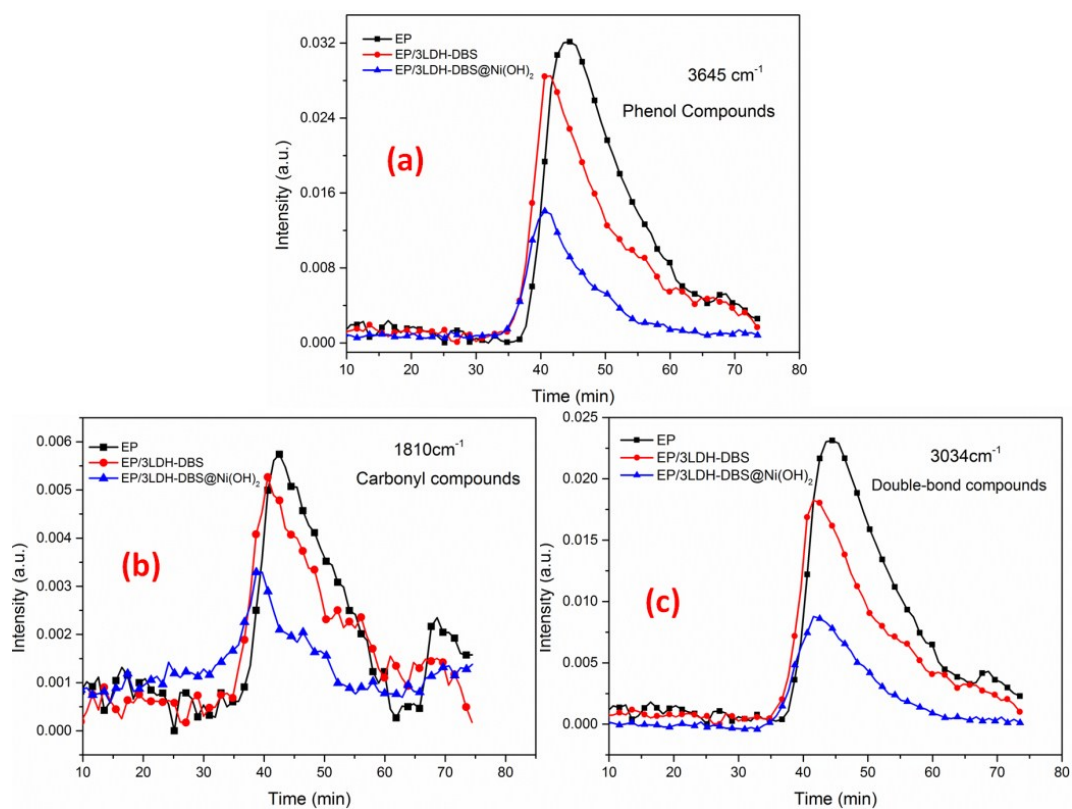 EP
EP/3LDH-DBS
EP/3LDH-DBS@Ni(OH)₂
3645 cm⁻¹
Phenol Compounds
(a)
Intensity (a.u.)
0.032
0.024
0.016
0.008
0.000
10 20 30 40 50 60 70 80
Time (min)
EP
EP/3LDH-DBS
EP/3LDH-DBS@Ni(OH)₂
1810cm⁻¹
Carbonyl compounds
(b)
Intensity (a.u.)
0.006
0.005
0.004
0.003
0.002
0.001
0.000
10 20 30 40 50 60 70 80
Time (min)
EP
EP/3LDH-DBS
EP/3LDH-DBS@Ni(OH)₂
3034cm⁻¹
Double-bond compounds
(c)
Intensity (a.u.)
0.025
0.020
0.015
0.010
0.005
0.000
10 20 30 40 50 60 70 80
Time (min)